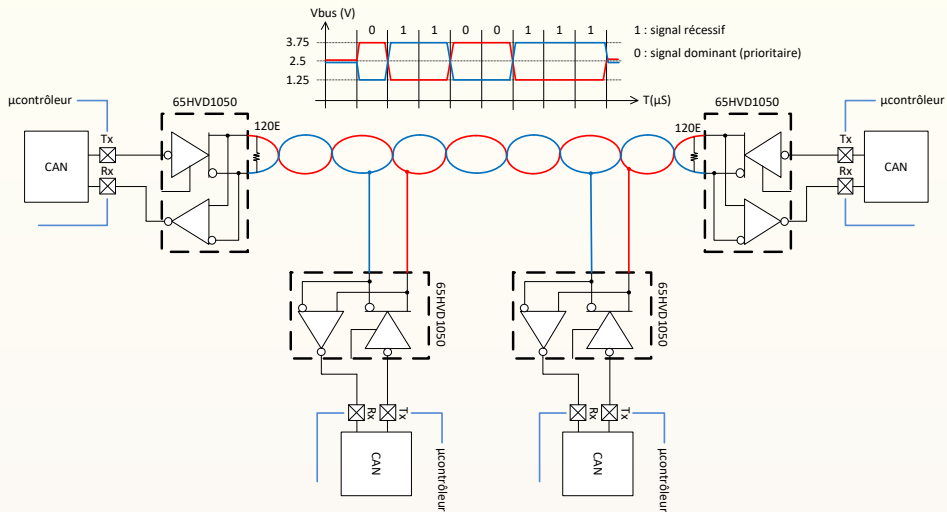 Vbus (V)
0 1 1 0 0 1 1 1
1 : signal récessif
0 : signal dominant (prioritaire)
3.75
2.5
1.25
T(µS)
µcontrôleur
65HVD1050
65HVD1050
µcontrôleur
Tx
120E
120E
Tx
CAN
Rx
Rx
CAN
65HVD1050
65HVD1050
Rx
Tx
Rx
Tx
CAN
µcontrôleur
CAN
µcontrôleur